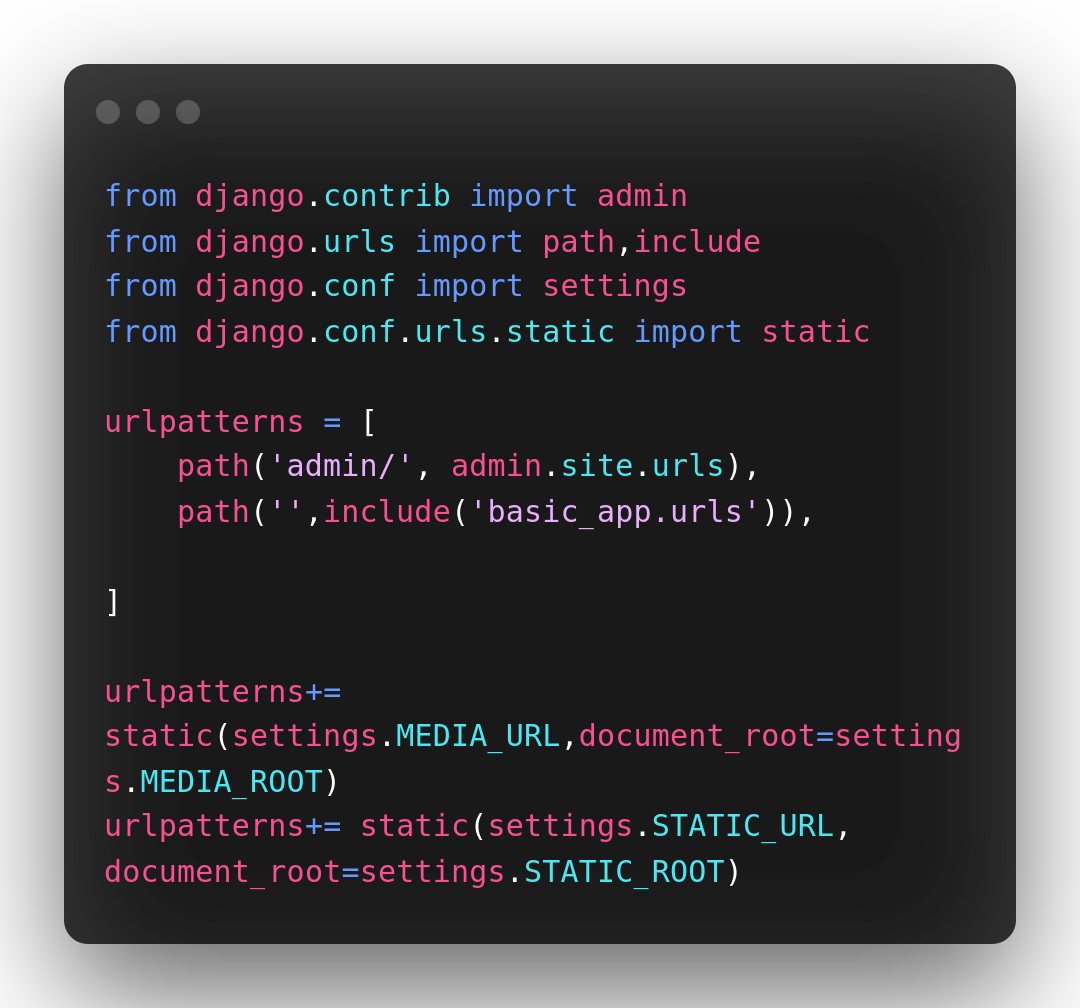 from django.contrib import admin
from django.urls import path,include
from django.conf import settings
from django.conf.urls.static import static
urlpatterns = [
    path('admin/', admin.site.urls),
    path('',include('basic_app.urls')),
]
urlpatterns+=
static(settings.MEDIA_URL,document_root=setting
s.MEDIA_ROOT)
urlpatterns+= static(settings.STATIC_URL,
document_root=settings.STATIC_ROOT)